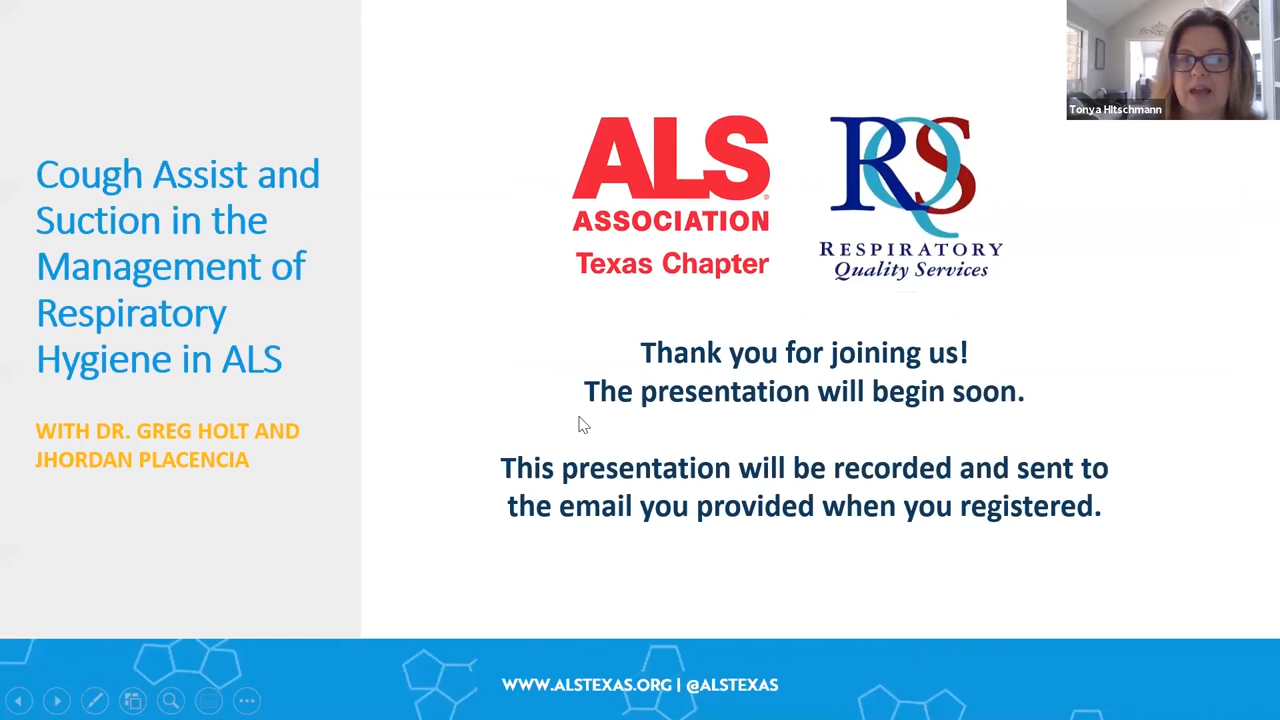 Cough Assist and
Suction in the
Management of
Respiratory
Hygiene in ALS
WITH DR. GREG HOLT AND
JHORDAN PLACENCIA
ALS
ASSOCIATION
Texas Chapter
RQS
RESPIRATORY
Quality Services
Thank you for joining us!
The presentation will begin soon.
This presentation will be recorded and sent to
the email you provided when you registered.
Tonya HItschmann
WWW.ALSTEXAS.ORG | @ALSTEXAS